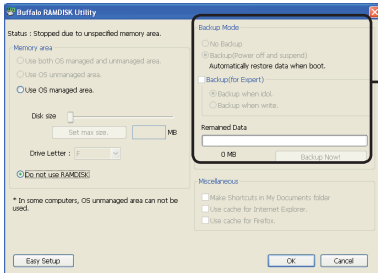 Buffalo RAMDISK Utility
Status : Stopped due to unspecified memory area.
Memory area
Use both OS managed and unmanaged area.
Use OS unmanaged area.
Use OS managed area.
Disk size
Set max size.
MB
Drive Letter :
F
Do not use RAMDISK
* In some computers, OS unmanaged area can not be
used.
Easy Setup
Backup Mode
No Backup
Backup(Power off and suspend)
Automatically restore data when boot.
Backup(for Expert)
Backup when idol.
Backup when write.
Remained Data
0 MB
Backup Now!
Miscellaneous
Make Shortcuts in My Documents folder
Use cache for Internet Explorer.
Use cache for Firefox.
OK
Cancel